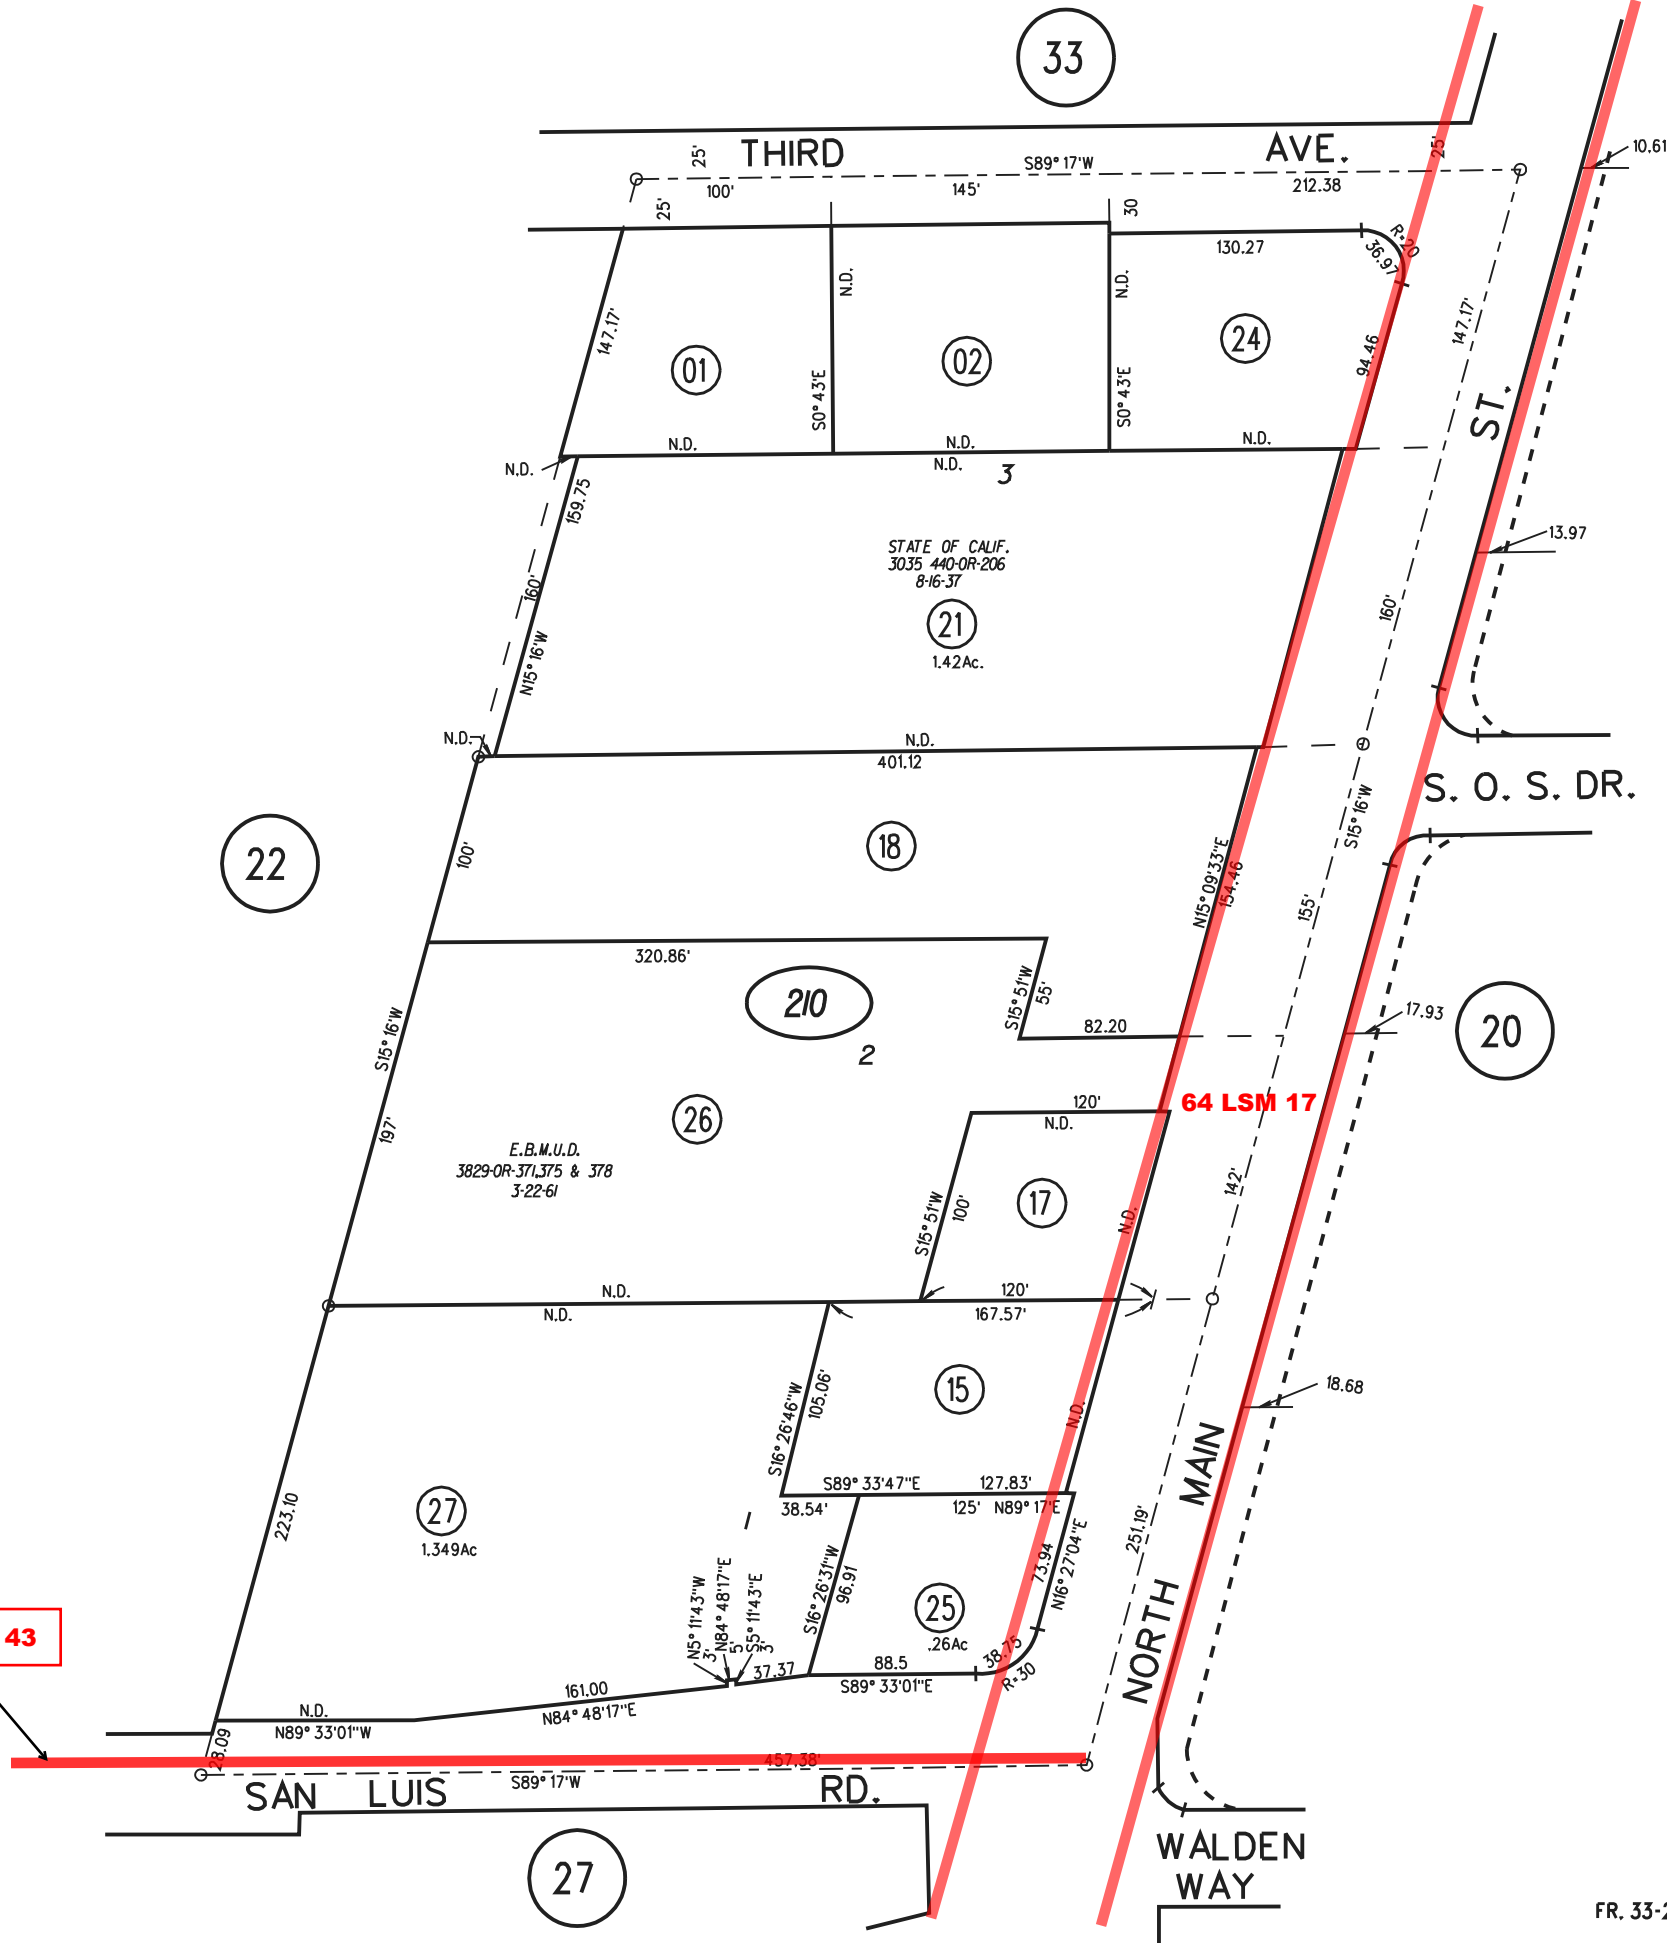 33
THIRD AVE.
25'
25'
10.61
S89° 17'W
100'
145'
212.38
25'
30
130.27
R=20
36.97
N.D.
N.D.
147.17'
01
02
24
94.46
147.17'
S0° 43'E
S0° 43'E
ST.
N.D.
N.D.
N.D.
N.D.
N.D.
3
159.75
13.97
STATE OF CALIF.
3035 440-OR-206
8-16-37
160'
21
160'
1.42Ac.
N15° 16'W
N.D.
N.D.
401.12
S. O. S. DR.
S15° 16'W
22
100'
18
N15° 09'33"E
154.46
155'
320.86'
S15° 51'W
55'
210
82.20
17.93
20
2
S15° 16'W
197'
26
120'
N.D.
64 LSM 17
E.B.M.U.D.
3829-OR-371,375 & 378
3-22-61
142'
17
S15° 51'W
100'
N.D.
N.D.
N.D.
120'
167.57'
18.68
S16° 26'46"W
105.06'
15
N.D.
S89° 33'47"E
127.83'
38.54'
125'
N89° 17'E
223.10
27
1.349Ac
251.19'
NORTH MAIN
73.94
N16° 27'04"E
S16° 26'31"W
96.91
N5° 11'43"W
3'
N84° 48'17"E
5'
S5° 11'43"E
3'
25
.26Ac
43
38.75
R=30
37.37
88.5
S89° 33'01"E
161.00
N84° 48'17"E
N.D.
N89° 33'01"W
28.09
457.38'
S89° 17'W
SAN LUIS RD.
WALDEN
WAY
27
FR. 33-2